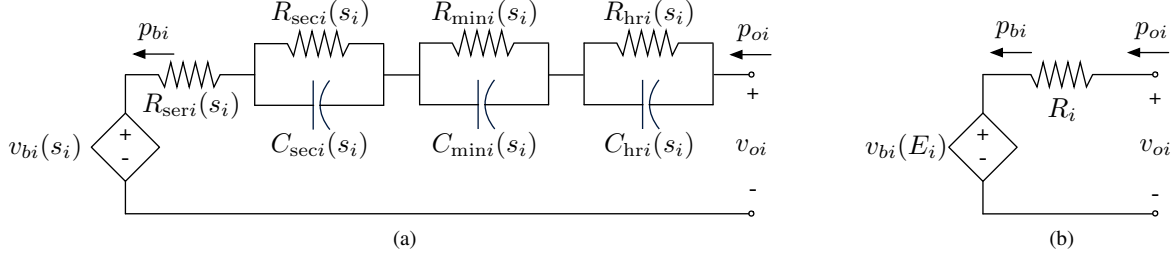 R_{seci}(s_i) R_{mini}(s_i) R_{hri}(s_i)
p_{bi} p_{oi} p_{bi} p_{oi}
R_{seri}(s_i) + R_i +
C_{seci}(s_i) C_{mini}(s_i) C_{hri}(s_i)
v_{bi}(s_i) + - v_{oi} v_{bi}(E_i) + - v_{oi}
- -
(a) (b)